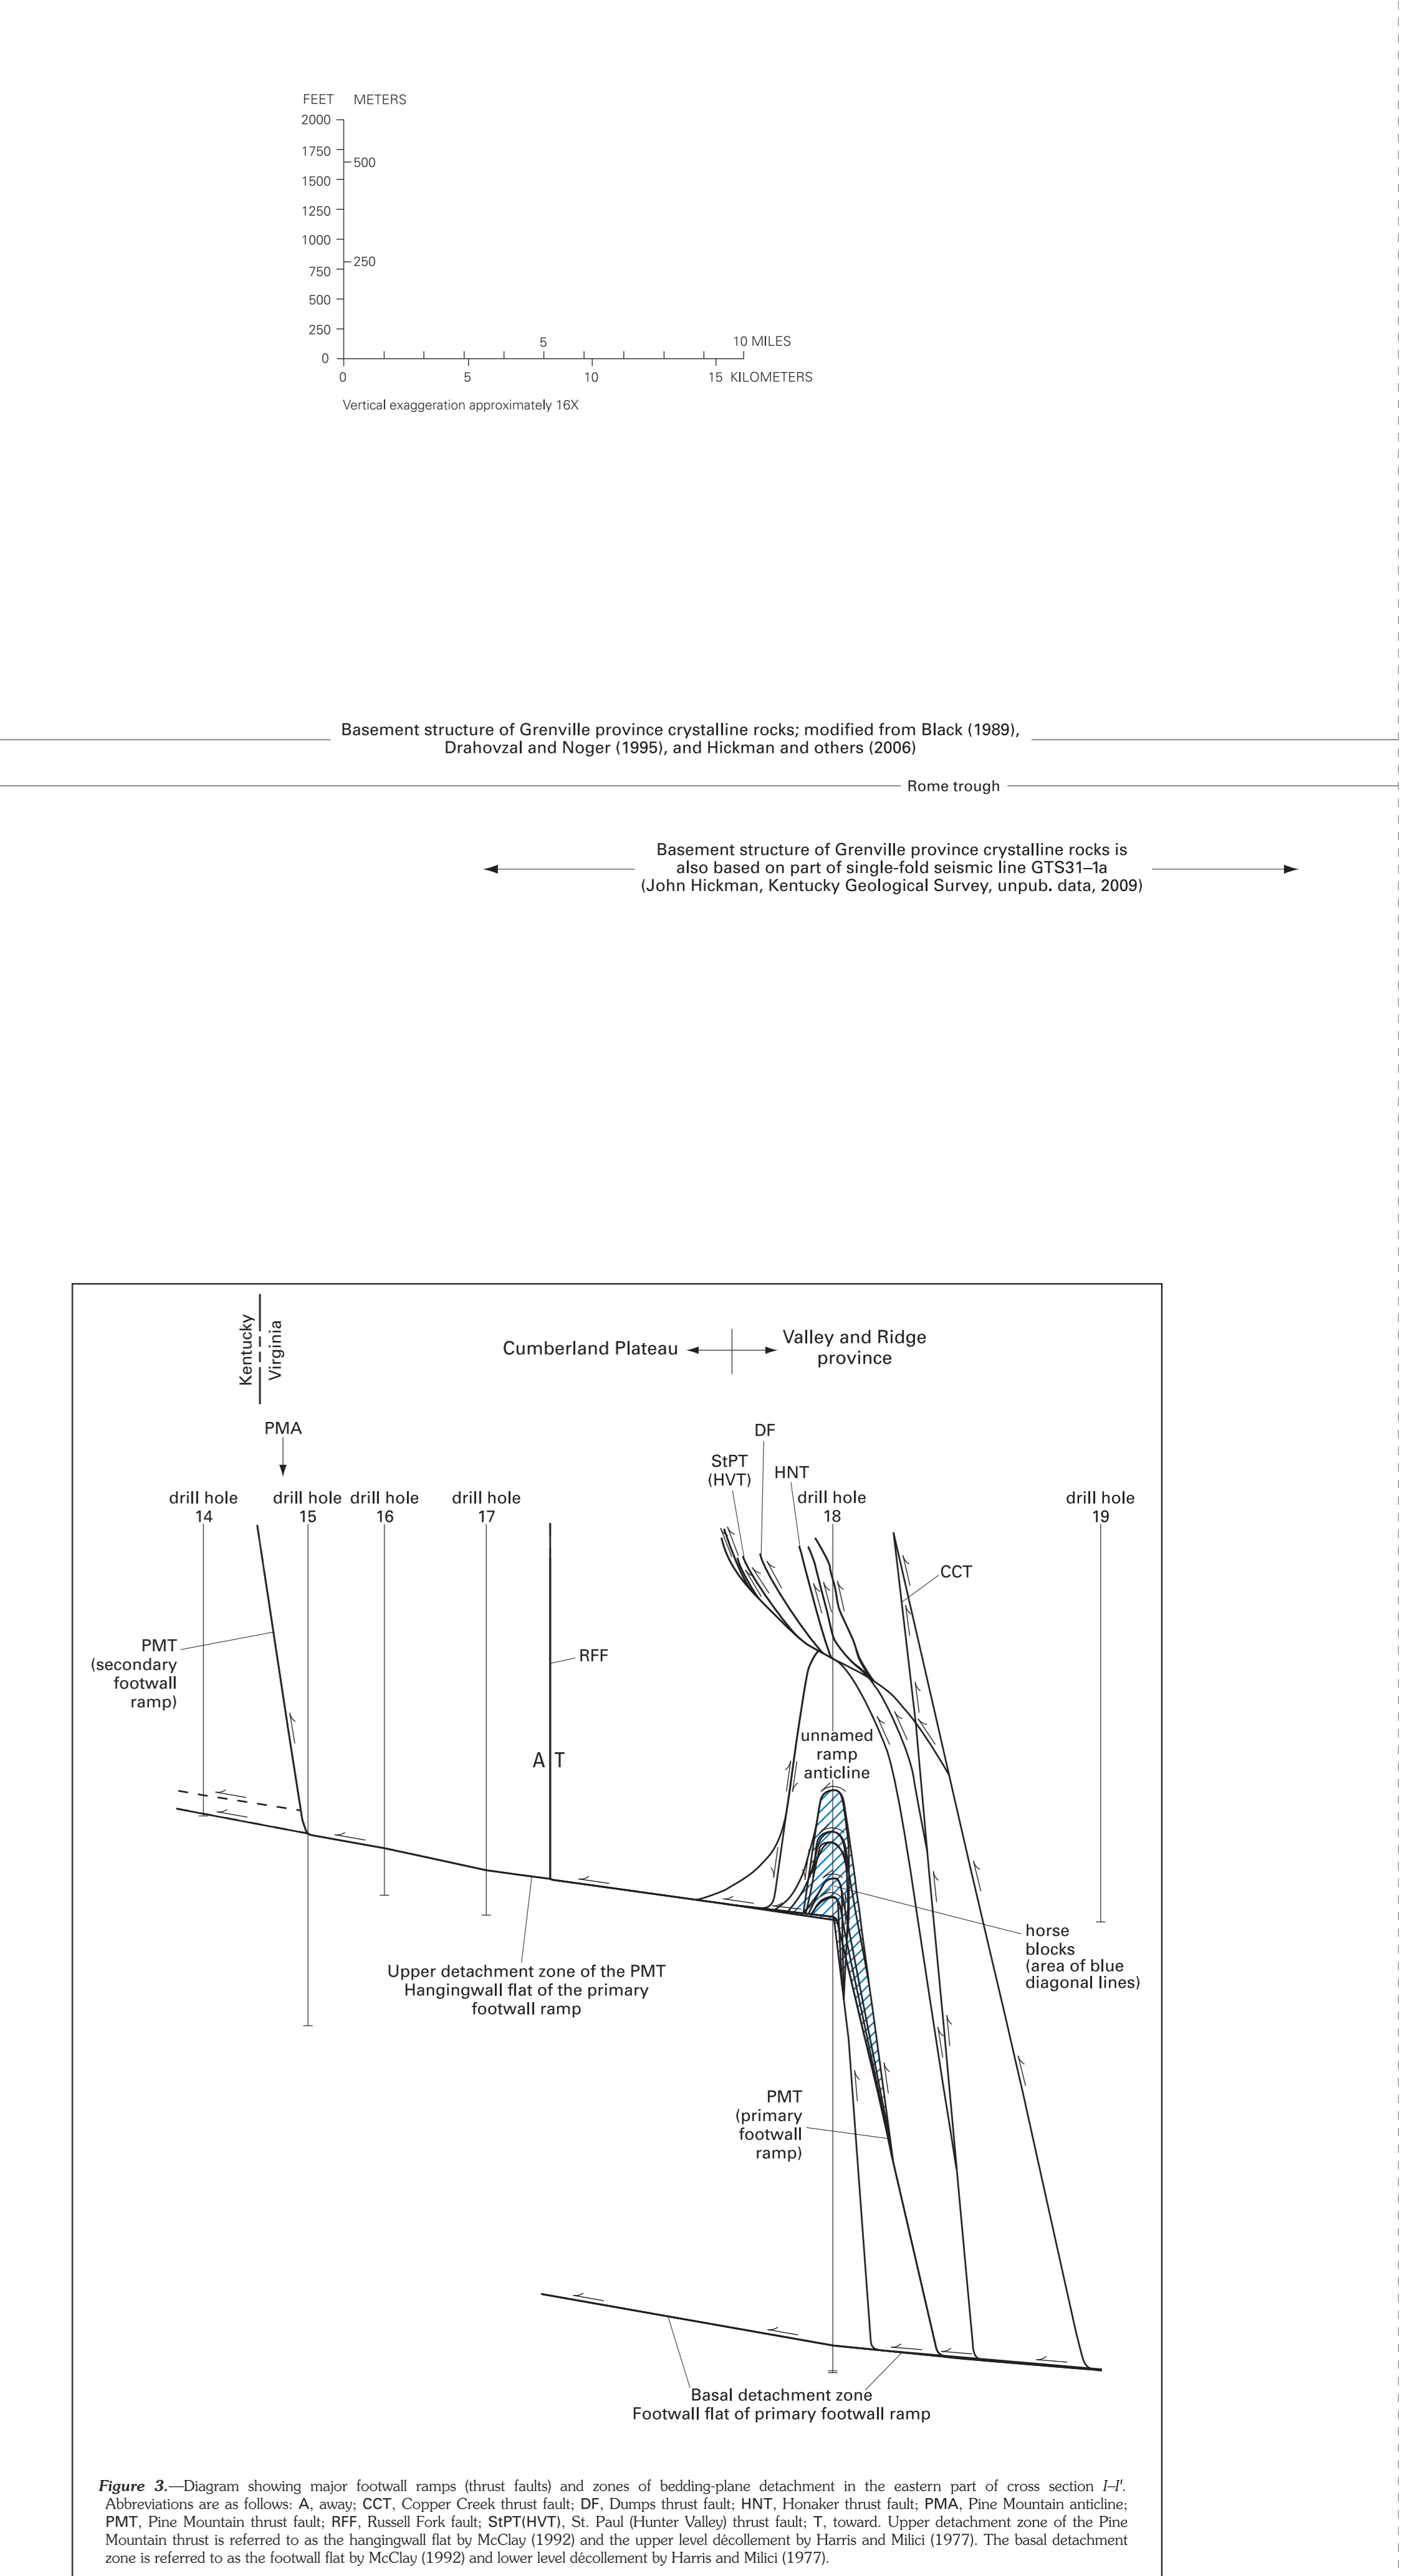 FEET METERS
2000
1750
500
1500
1250
1000
250
750
500
250
5
10 MILES
0
0
5
10
15 KILOMETERS
Vertical exaggeration approximately 16X
Basement structure of Grenville province crystalline rocks; modified from Black (1989),
Drahovzal and Noger (1995), and Hickman and others (2006)
Rome trough
Basement structure of Grenville province crystalline rocks is
also based on part of single-fold seismic line GTS31–1a
(John Hickman, Kentucky Geological Survey, unpub. data, 2009)
Kentucky
Virginia
Cumberland Plateau
Valley and Ridge
province
PMA
DF
StPT
(HVT)
HNT
drill hole
14
drill hole
15
drill hole
16
drill hole
17
drill hole
18
drill hole
19
CCT
PMT
(secondary
footwall
ramp)
RFF
A T
unnamed
ramp
anticline
horse
blocks
(area of blue
diagonal lines)
Upper detachment zone of the PMT
Hangingwall flat of the primary
footwall ramp
PMT
(primary
footwall
ramp)
Basal detachment zone
Footwall flat of primary footwall ramp
Figure 3.—Diagram showing major footwall ramps (thrust faults) and zones of bedding-plane detachment in the eastern part of cross section I–I'.
Abbreviations are as follows: A, away; CCT, Copper Creek thrust fault; DF, Dumps thrust fault; HNT, Honaker thrust fault; PMA, Pine Mountain anticline;
PMT, Pine Mountain thrust fault; RFF, Russell Fork fault; StPT(HVT), St. Paul (Hunter Valley) thrust fault; T, toward. Upper detachment zone of the Pine
Mountain thrust is referred to as the hangingwall flat by McClay (1992) and the upper level décollement by Harris and Milici (1977). The basal detachment
zone is referred to as the footwall flat by McClay (1992) and lower level décollement by Harris and Milici (1977).